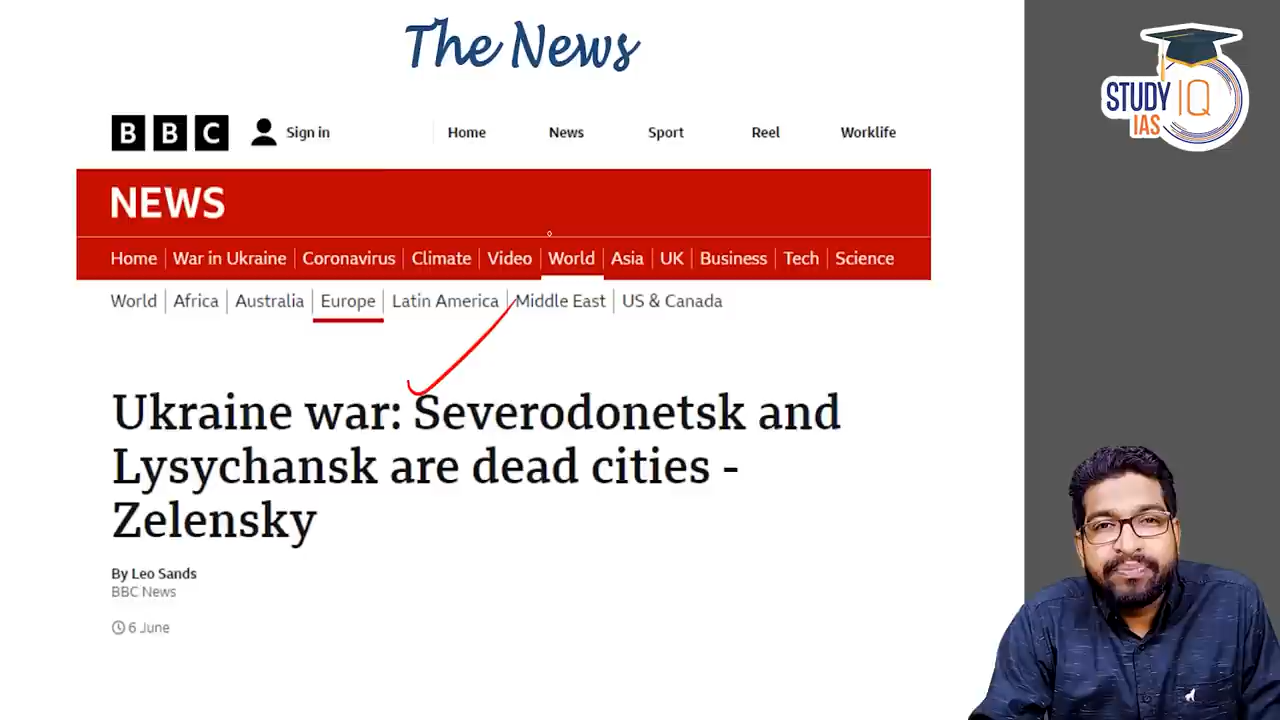 The News
STUDY IQ
IAS
BBC Sign in Home News Sport Reel Worklife
NEWS
Home War in Ukraine Coronavirus Climate Video World Asia UK Business Tech Science
World Africa Australia Europe Latin America Middle East US & Canada
Ukraine war: Severodonetsk and
Lysychansk are dead cities -
Zelensky
By Leo Sands
BBC News
6 June